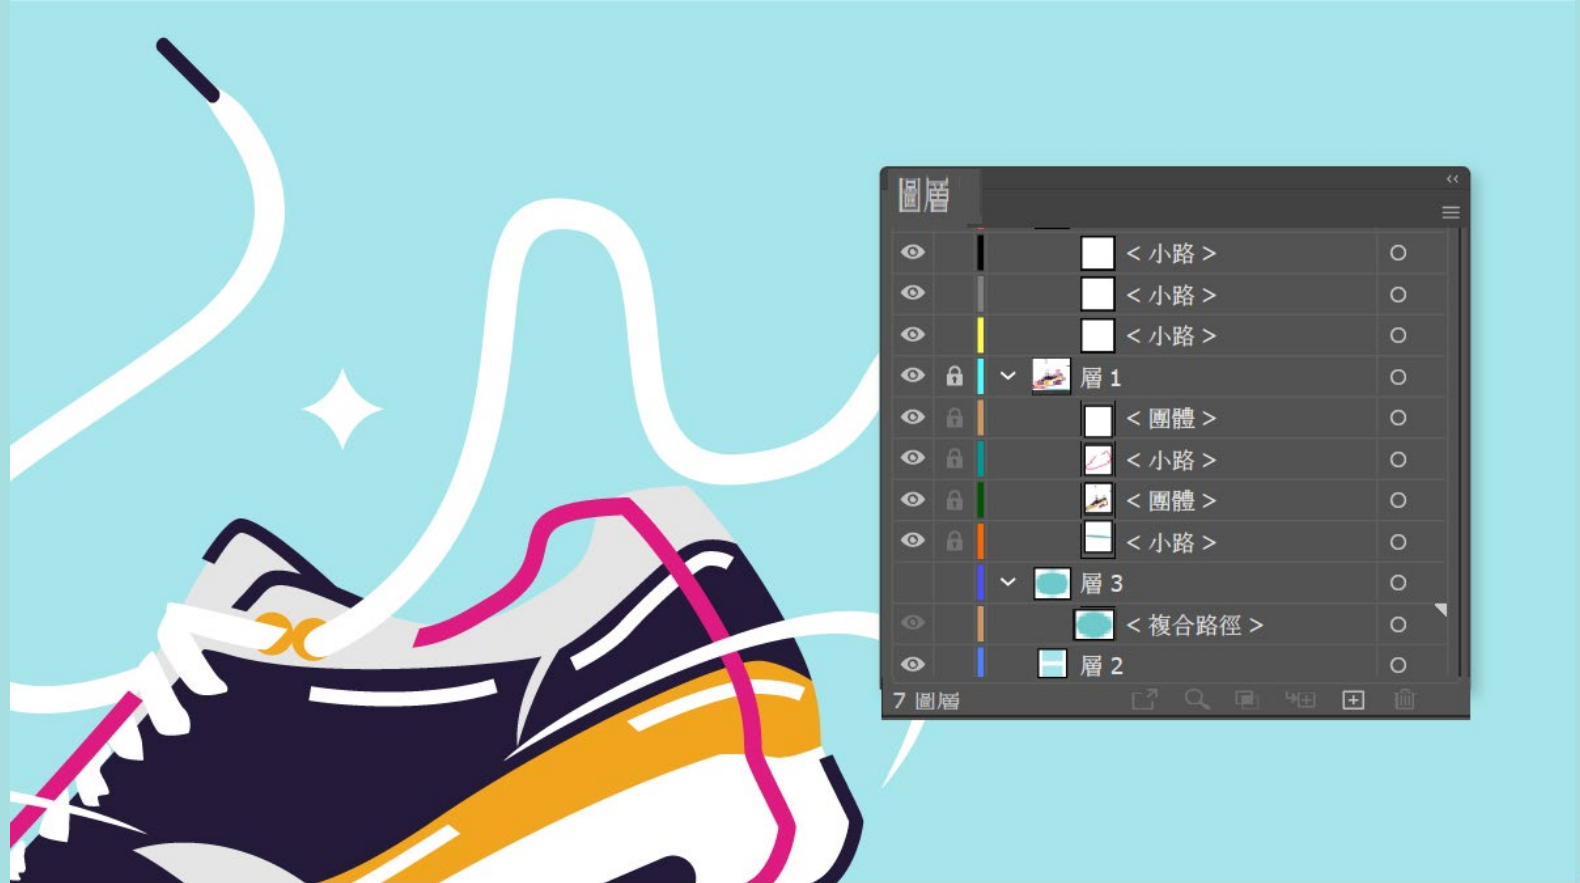 圖層
< 小路 >
< 小路 >
< 小路 >
層 1
< 團體 >
< 小路 >
< 團體 >
< 小路 >
層 3
< 複合路徑 >
層 2
7 圖層